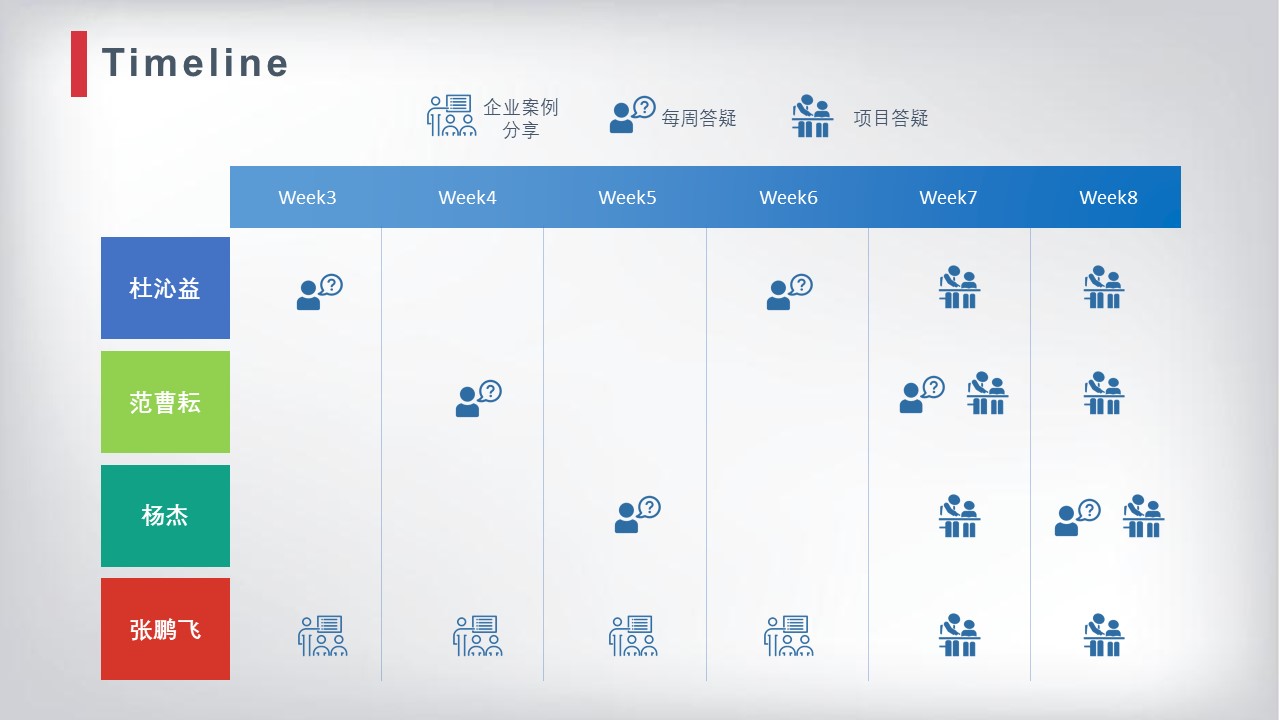 Timeline
企业案例
分享
每周答疑
项目答疑
Week3
Week4
Week5
Week6
Week7
Week8
杜沁益
范曹耘
杨杰
张鹏飞